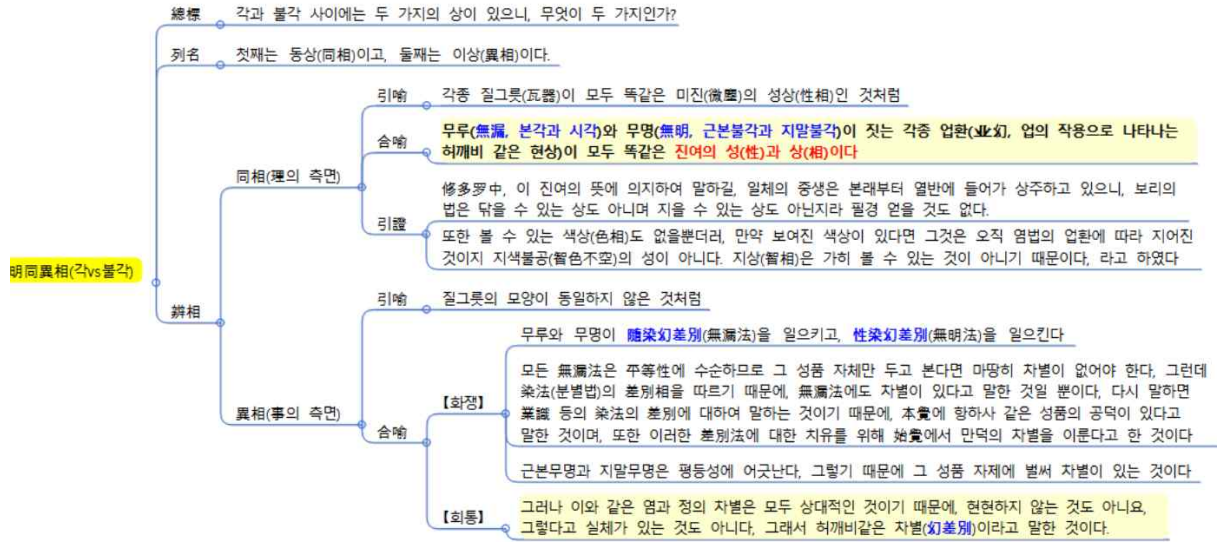 總標 각과 불각 사이에는 두 가지의 상이 있으니, 무엇이 두 가지인가?
列名 첫째는 동상(同相)이고, 둘째는 이상(異相)이다.
引喩 각종 질그릇(瓦器)이 모두 똑같은 미진(微塵)의 성상(性相)인 것처럼
무루(無漏, 본각과 시각)와 무명(無明, 근본불각과 지말불각)이 짓는 각종 업환(业幻, 업의 작용으로 나타나는
合喻
허깨비 같은 현상)이 모두 똑같은 진여의 성(性)과 상(相)이다
同相(理의 측면)
修多罗中, 이 진여의 뜻에 의지하여 말하길, 일체의 중생은 본래부터 열반에 들어가 상주하고 있으니, 보리의
법은 닦을 수 있는 상도 아니며 지을 수 있는 상도 아닌지라 필경 얻을 것도 없다.
引證
또한 볼 수 있는 색상(色相)도 없을뿐더러, 만약 보여진 색상이 있다면 그것은 오직 염법의 업환에 따라 지어진
것이지 지색불공(智色不空)의 성이 아니다. 지상(智相)은 가히 볼 수 있는 것이 아니기 때문이다, 라고 하였다
明同異相(각vs불각)
辨相
引喻 질그릇의 모양이 동일하지 않은 것처럼
무루와 무명이 隨染幻差別(無漏法)을 일으키고, 性染幻差別(無明法)을 일으킨다
모든 無漏法은 平等性에 수순하므로 그 성품 자체만 두고 본다면 마땅히 차별이 없어야 한다, 그런데
染法(분별법)의 差別相을 따르기 때문에, 無漏法에도 차별이 있다고 말한 것일 뿐이다, 다시 말하면
【화쟁】
業識 등의 染法의 差別에 대하여 말하는 것이기 때문에, 本覺에 항하사 같은 성품의 공덕이 있다고
말한 것이며, 또한 이러한 差別法에 대한 치유를 위해 始覺에서 만덕의 차별을 이룬다고 한 것이다
異相(事의 측면)
合喻
근본무명과 지말무명은 평등성에 어긋난다, 그렇기 때문에 그 성품 자제에 벌써 차별이 있는 것이다
그러나 이와 같은 염과 정의 차별은 모두 상대적인 것이기 때문에, 현현하지 않는 것도 아니요,
【회통】
그렇다고 실체가 있는 것도 아니다, 그래서 허깨비같은 차별(幻差別)이라고 말한 것이다.